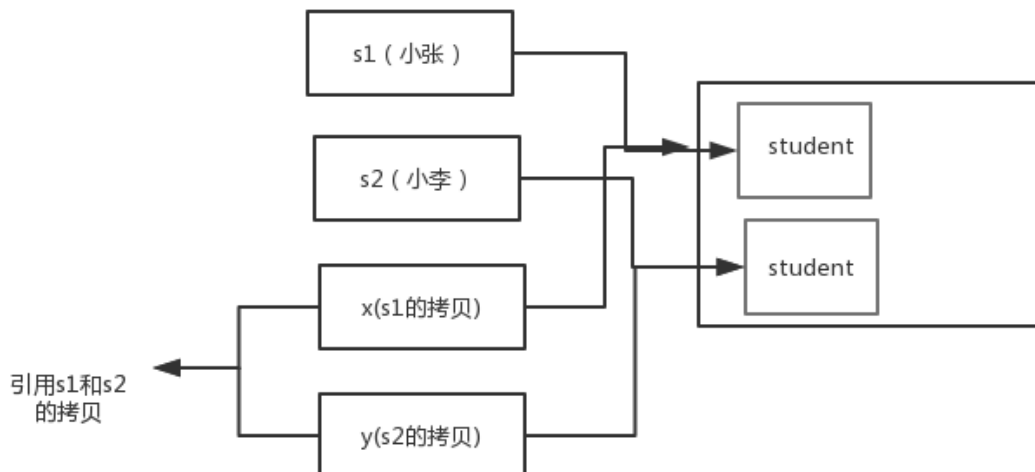 s1（小张）
student
s2（小李）
student
x(s1的拷贝)
引用s1和s2
的拷贝
y(s2的拷贝)